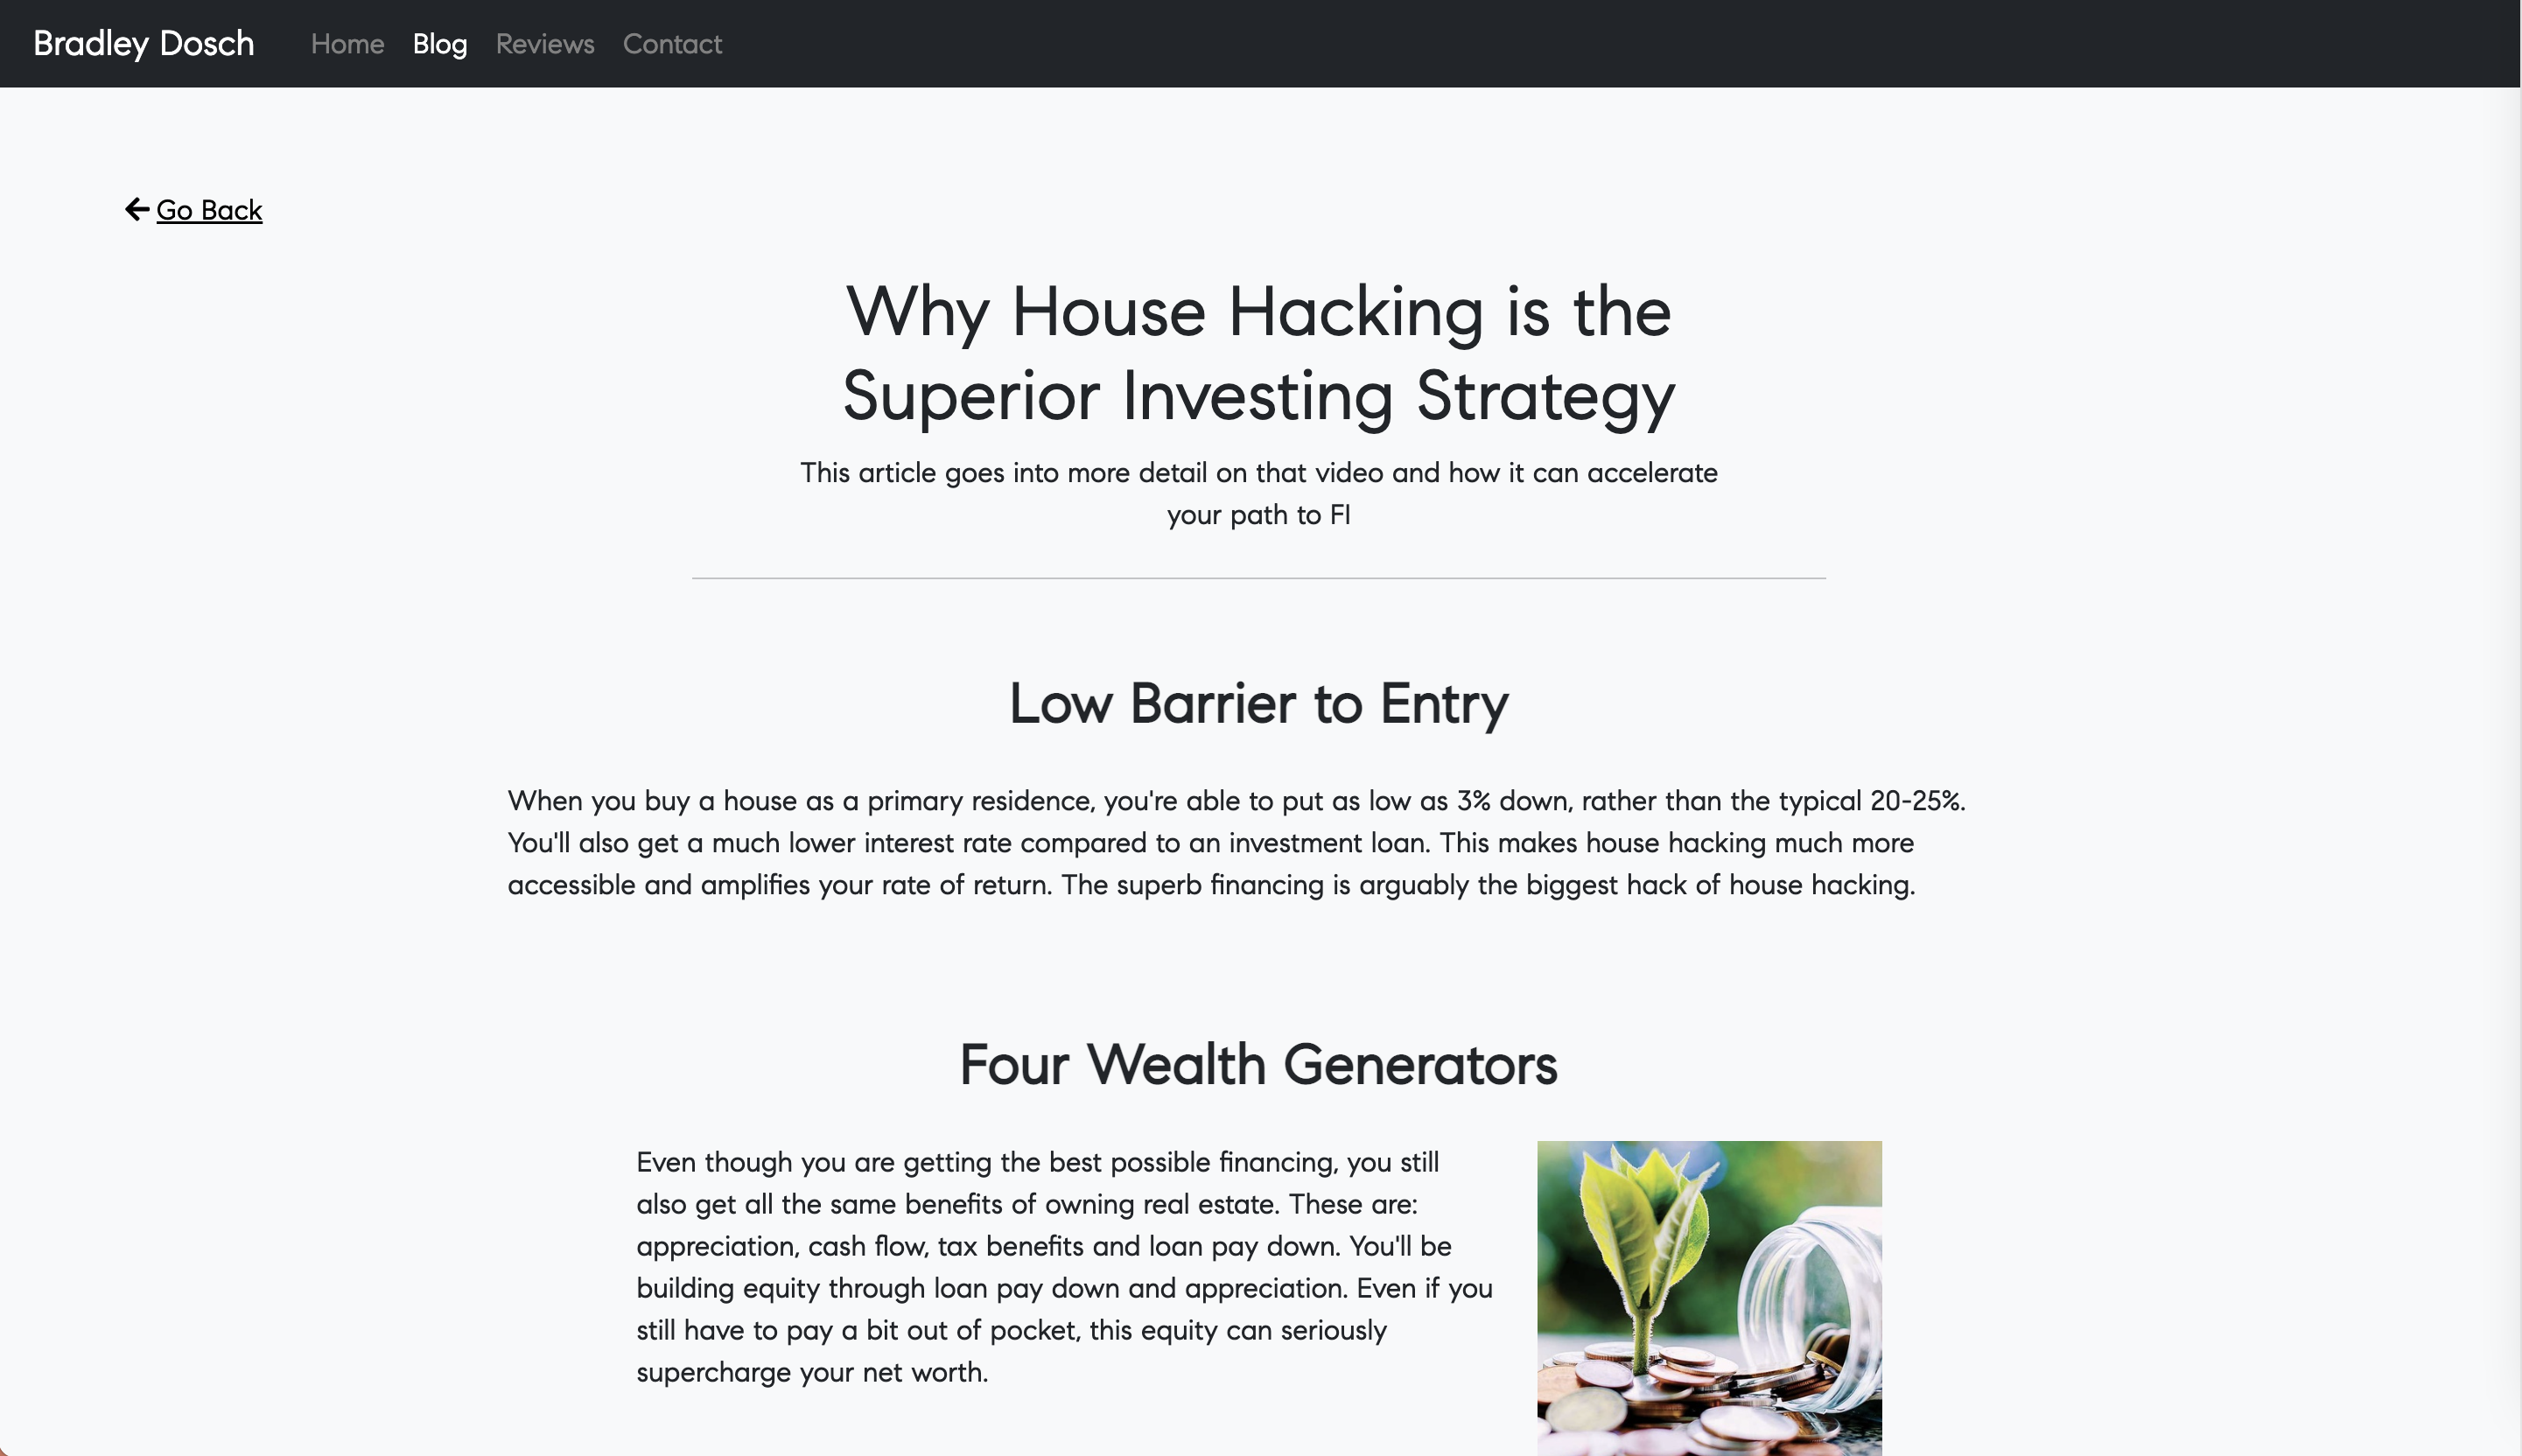 Bradley Dosch Home Blog Reviews Contact
Go Back
Why House Hacking is the
Superior Investing Strategy
This article goes into more detail on that video and how it can accelerate
your path to FI
Low Barrier to Entry
When you buy a house as a primary residence, you're able to put as low as 3% down, rather than the typical 20-25%.
You'll also get a much lower interest rate compared to an investment loan. This makes house hacking much more
accessible and amplifies your rate of return. The superb financing is arguably the biggest hack of house hacking.
Four Wealth Generators
Even though you are getting the best possible financing, you still
also get all the same benefits of owning real estate. These are:
appreciation, cash flow, tax benefits and loan pay down. You'll be
building equity through loan pay down and appreciation. Even if you
still have to pay a bit out of pocket, this equity can seriously
supercharge your net worth.